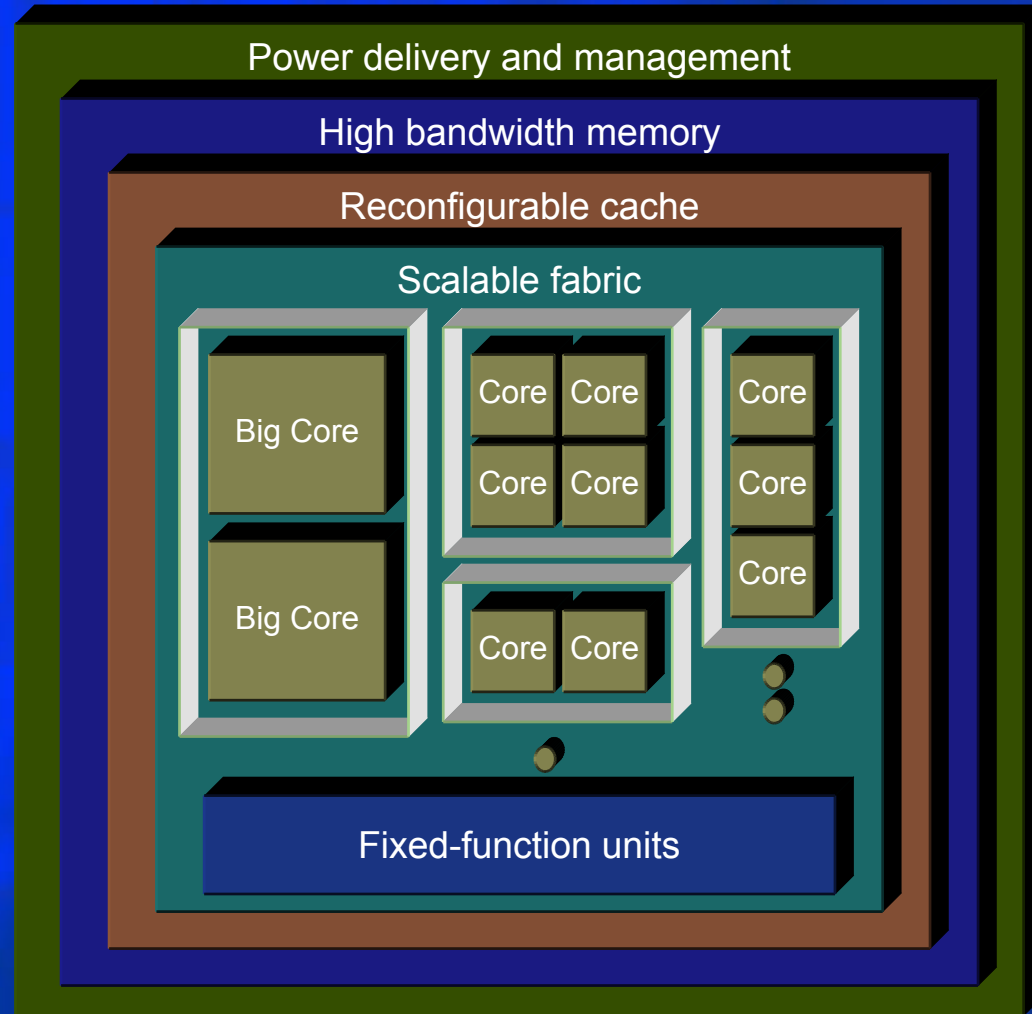 Power delivery and management
High bandwidth memory
Reconfigurable cache
Scalable fabric
Big Core
Big Core
Core Core
Core Core
Core Core
Core
Core
Core
Fixed-function units